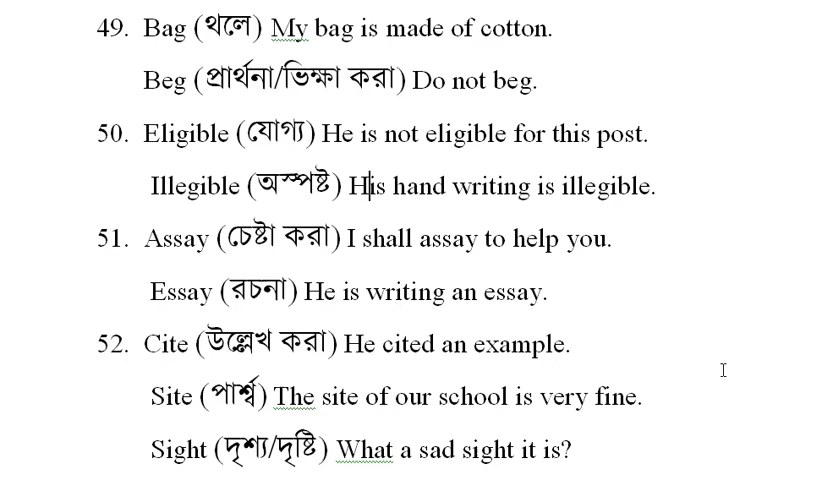 49. Bag (থলে) My bag is made of cotton.
Beg (প্রার্থনা/ভিক্ষা করা) Do not beg.
50. Eligible (যোগ্য) He is not eligible for this post.
Illegible (অস্পষ্ট) His hand writing is illegible.
51. Assay (চেষ্টা করা) I shall assay to help you.
Essay (রচনা) He is writing an essay.
52. Cite (উল্লেখ করা) He cited an example.
Site (পার্শ্ব) The site of our school is very fine.
Sight (দৃশ্য/দৃষ্টি) What a sad sight it is?